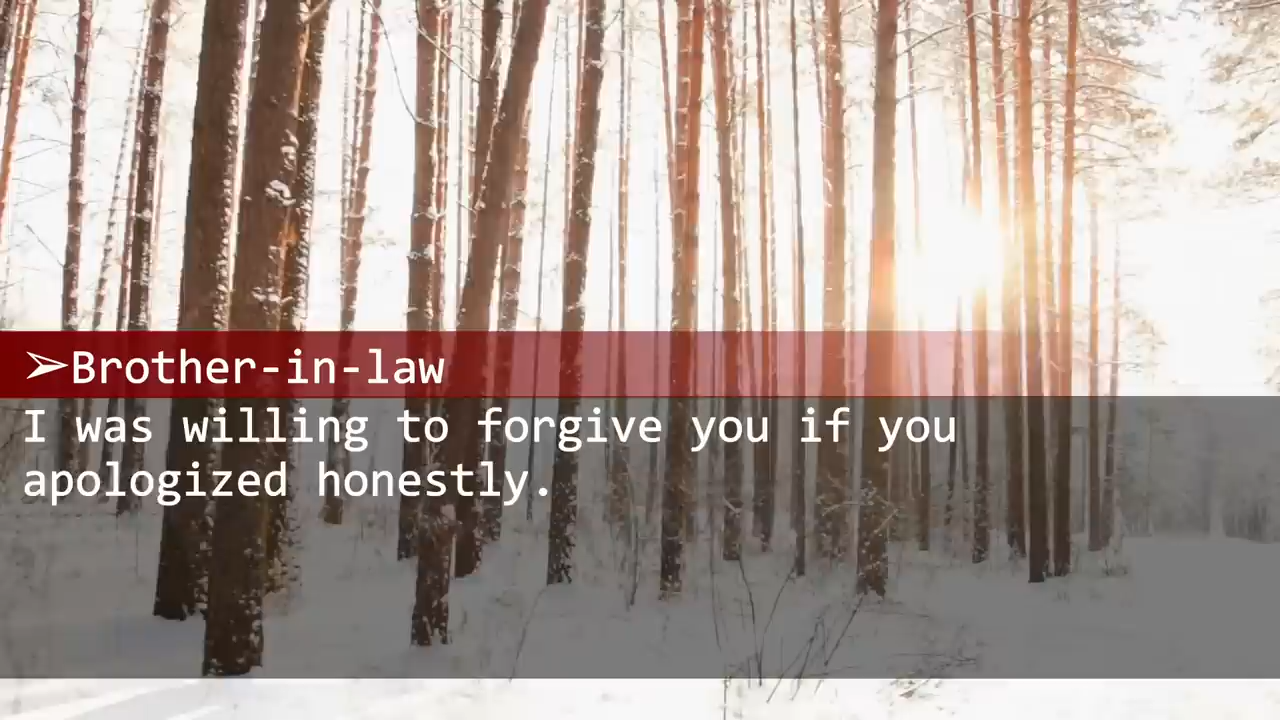 ➢Brother-in-law
I was willing to forgive you if you
apologized honestly.